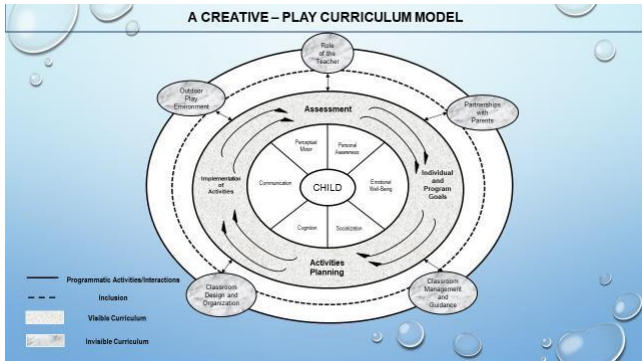 A CREATIVE – PLAY CURRICULUM MODEL
Role
of the
Teacher
Outdoor
Play
Environment
Partnerships
with
Parents
Assessment
Perceptual
Motor
Personal
Awareness
Implementation
of
Activities
Communication
CHILD
Emotional
Well-Being
Individual
and
Program
Goals
Cognition
Socialization
Activities
Planning
Classroom
Design and
Organization
Classroom
Management
and
Guidance
Programmatic Activities/Interactions
Inclusion
Visible Curriculum
Invisible Curriculum